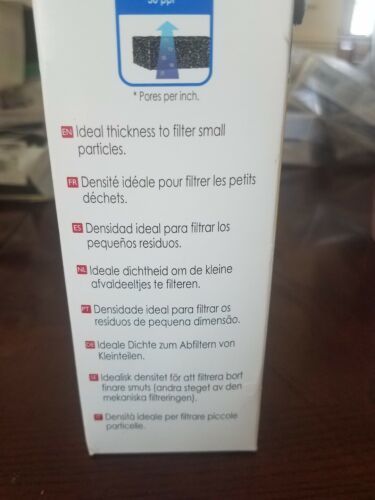 30 ppi
* Pores per inch.
EN Ideal thickness to filter small
particles.
FR Densité idéale pour filtrer les petits
déchets.
ES Densidad ideal para filtrar los
pequeños residuos.
NL Ideale dichtheid om de kleine
afvaldeeltjes te filteren.
PT Densidade ideal para filtrar os
residuos de pequena dimensão.
DE Ideale Dichte zum Abfiltern von
Kleinteilen.
SE Idealisk densitet för att filtrera bort
finare smuts (andra steget av den
mekaniska filtreringen).
IT Densità ideale per filtrare piccole
particelle.